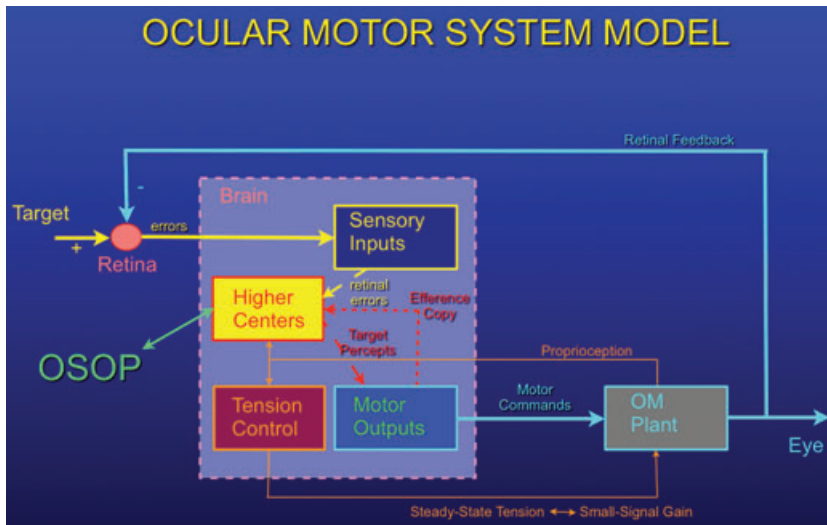 OCULAR MOTOR SYSTEM MODEL
Retinal Feedback
-
Brain
Target
+
errors
Retina
Sensory
Inputs
retinal
errors
Higher
Centers
Efference
Copy
OSOP
Target
Percepts
Proprioception
Tension
Control
Motor
Outputs
Motor
Commands
OM
Plant
Eye
Steady-State Tension ↔ Small-Signal Gain